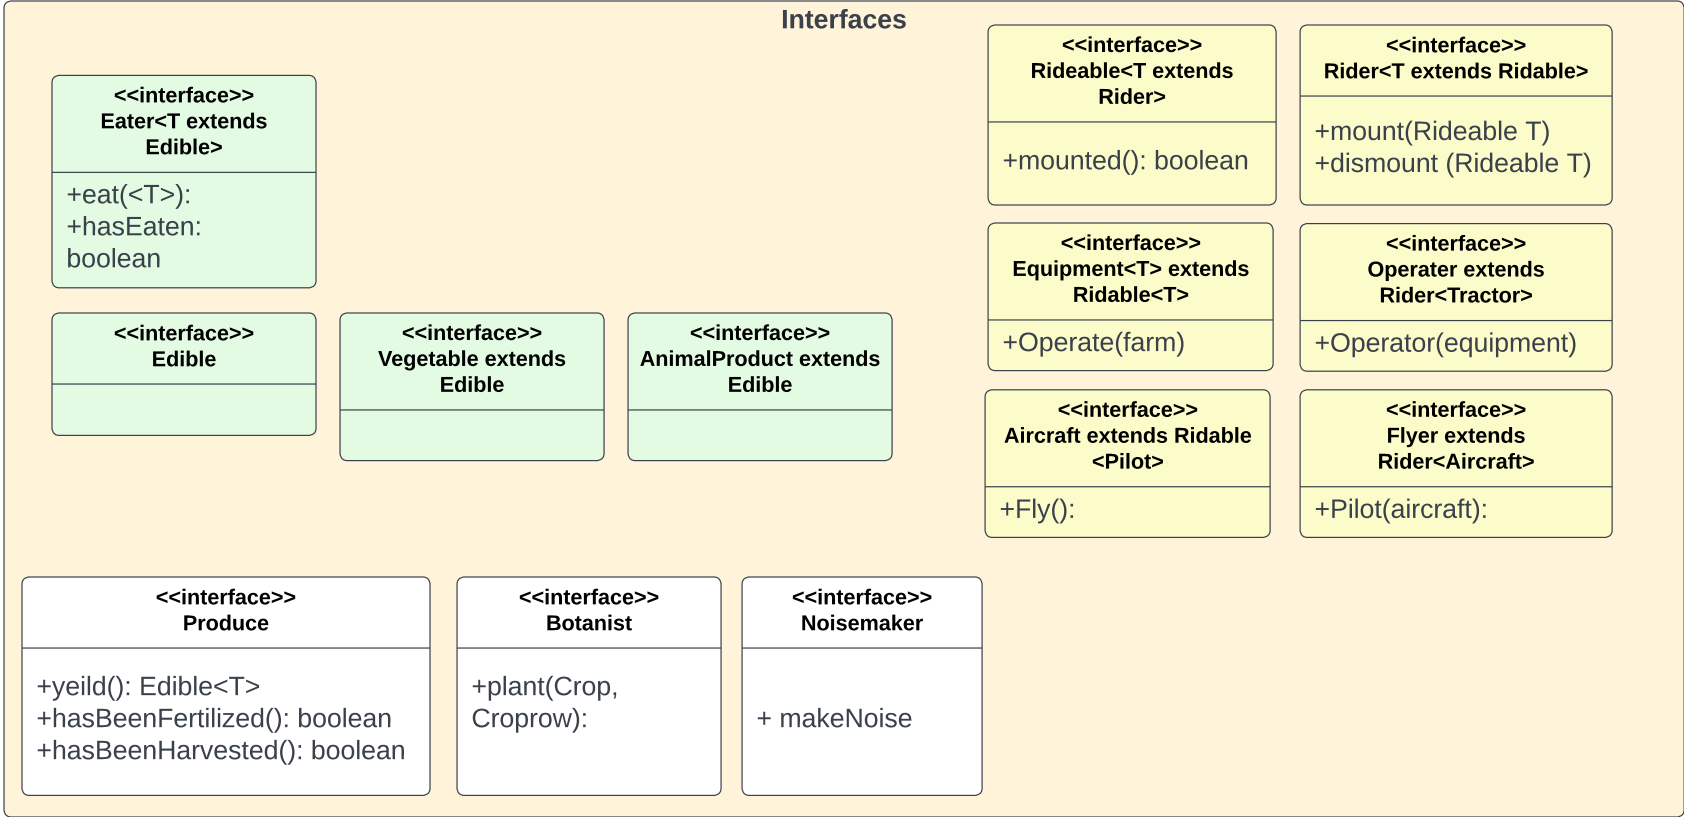 Interfaces
<<interface>>
Eater<T extends
Edible>
+eat(<T>):
+hasEaten:
boolean
<<interface>>
Edible
<<interface>>
Vegetable extends
Edible
<<interface>>
AnimalProduct extends
Edible
<<interface>>
Rideable<T extends
Rider>
+mounted(): boolean
<<interface>>
Rider<T extends Ridable>
+mount(Rideable T)
+dismount (Rideable T)
<<interface>>
Equipment<T> extends
Ridable<T>
+Operate(farm)
<<interface>>
Operater extends
Rider<Tractor>
+Operator(equipment)
<<interface>>
Aircraft extends Ridable
<Pilot>
+Fly():
<<interface>>
Flyer extends
Rider<Aircraft>
+Pilot(aircraft):
<<interface>>
Produce
+yeild(): Edible<T>
+hasBeenFertilized(): boolean
+hasBeenHarvested(): boolean
<<interface>>
Botanist
+plant(Crop,
Croprow):
<<interface>>
Noisemaker
+ makeNoise